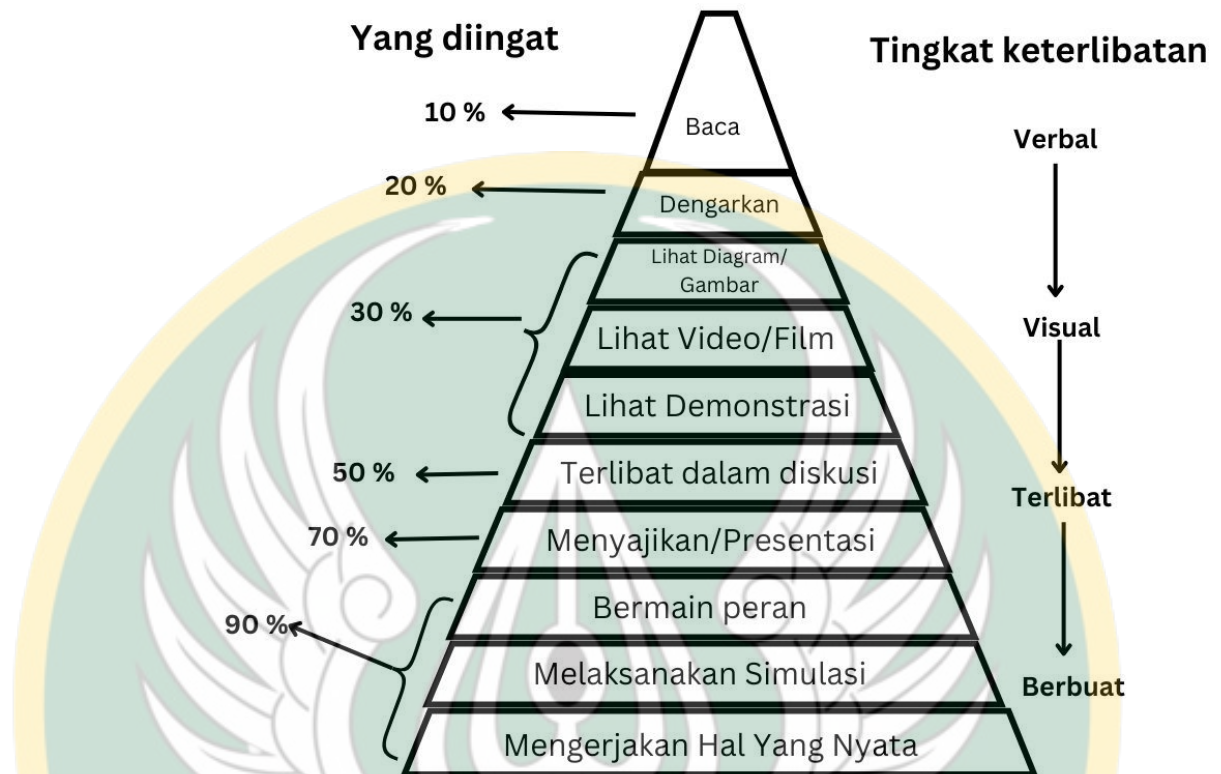 Yang diingat
Tingkat keterlibatan
10 %
Baca
Verbal
20 %
Dengarkan
Lihat Diagram/
Gambar
30 %
Lihat Video/Film
Visual
Lihat Demonstrasi
50 %
Terlibat dalam diskusi
Terlibat
70 %
Menyajikan/Presentasi
90 %
Bermain peran
Melaksanakan Simulasi
Berbuat
Mengerjakan Hal Yang Nyata